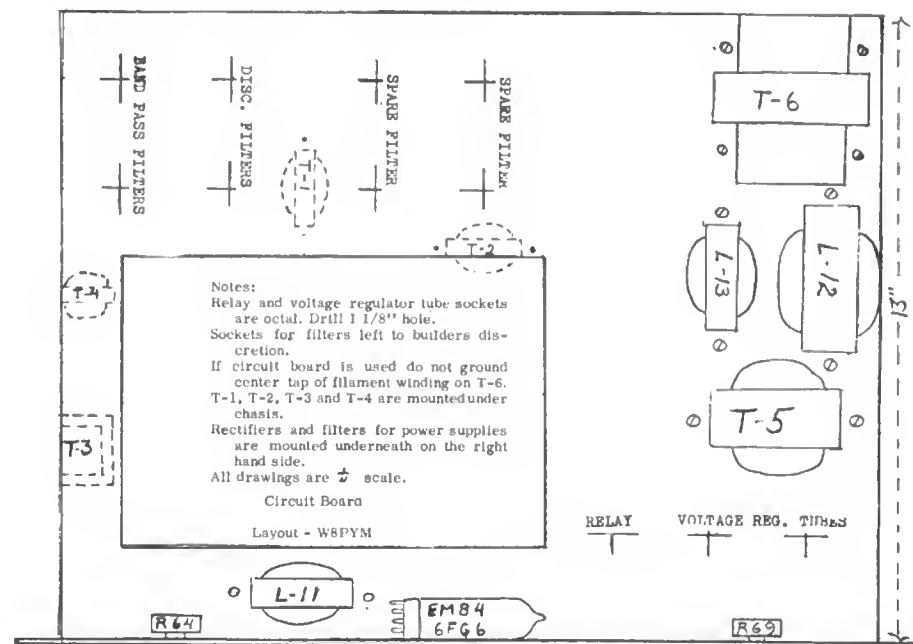 BAND PASS FILTERS
DISC. FILTERS
SPARE FILTER
SPARE FILTER
T-6
T-1
T-2
T-4
L-13
L-12
13"
T-3
T-5
Notes:
Relay and voltage regulator tube sockets
are octal. Drill 1 1/8" hole.
Sockets for filters left to builders dis-
cretion.
If circuit board is used do not ground
center tap of filament winding on T-6.
T-1, T-2, T-3 and T-4 are mounted under
chasis.
Rectifiers and filters for power supplies
are mounted underneath on the right
hand side.
All drawings are scale.
Circuit Board
Layout - W8PYM
RELAY
VOLTAGE REG. TUBES
L-11
EM84
6FG6
R64
R69